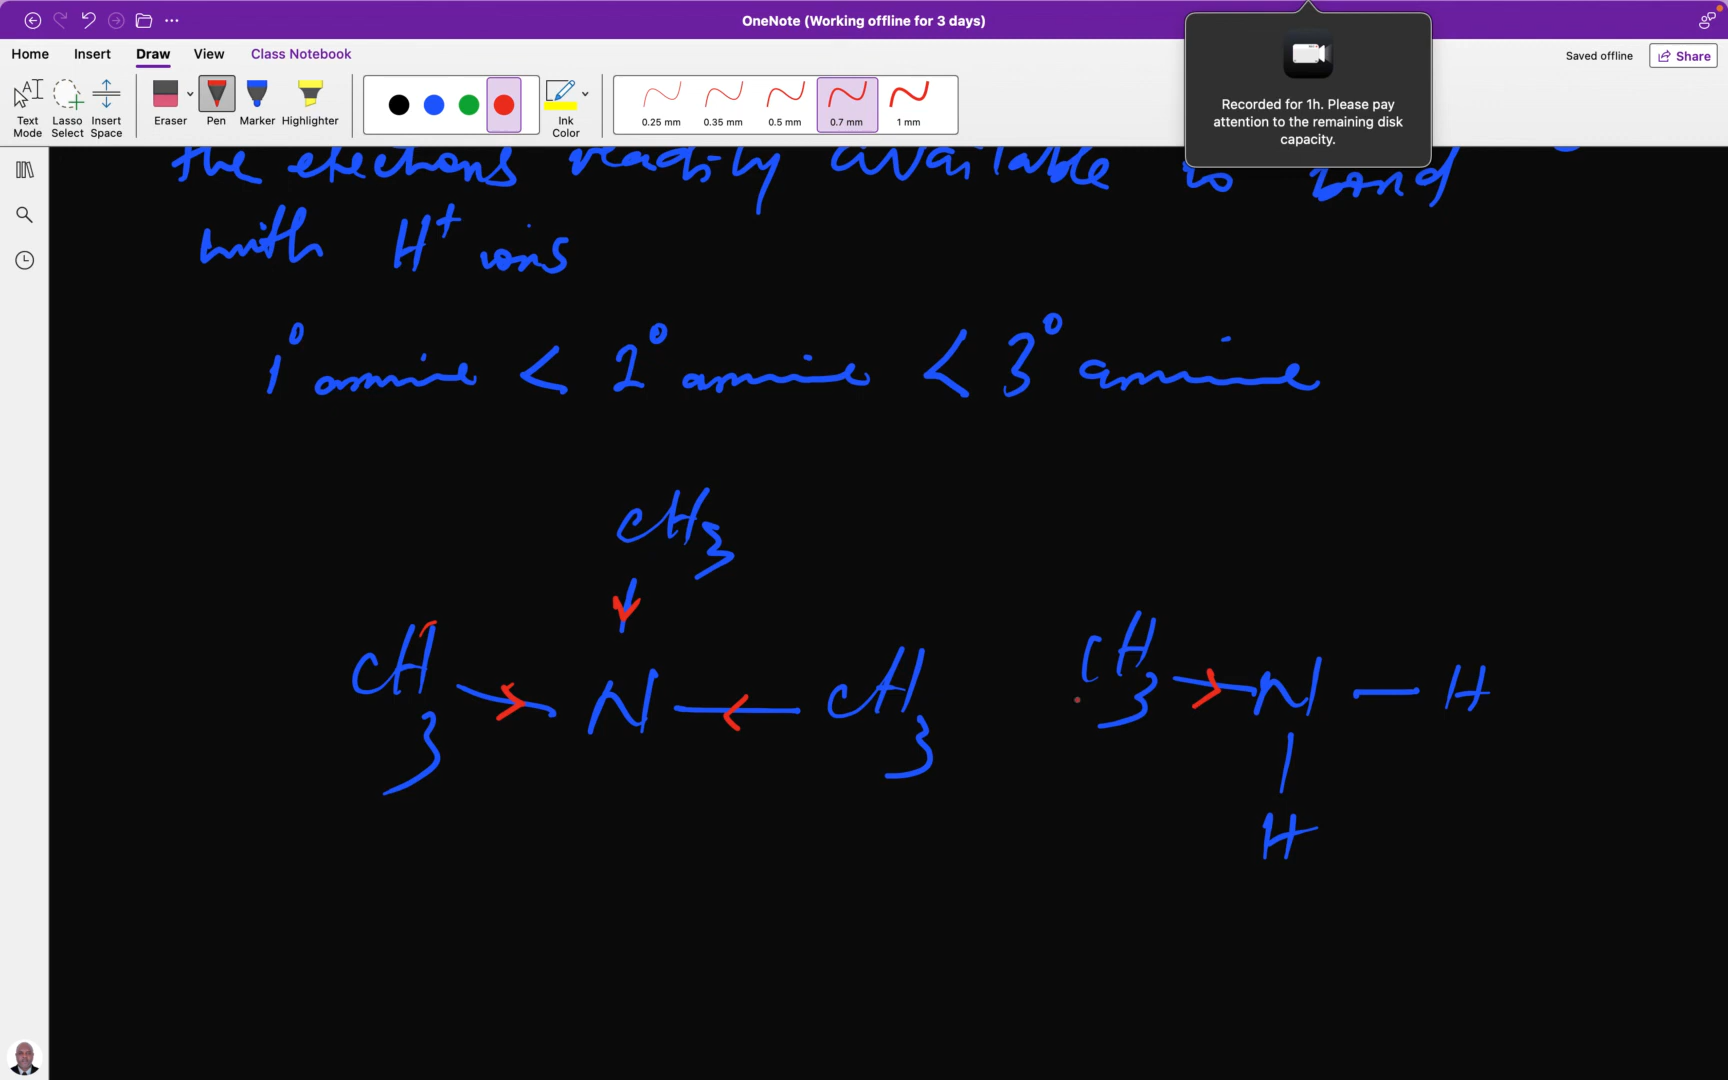 OneNote (Working offline for 3 days)
Home Insert Draw View Class Notebook
Saved offline Share
Text Mode
Lasso Select
Insert Space
Eraser
Pen
Marker
Highlighter
Ink Color
0.25 mm 0.35 mm 0.5 mm 0.7 mm 1 mm
Recorded for 1h. Please pay
attention to the remaining disk
capacity.
the electrons readily available to bond
with H⁺ ions
1° amine < 2° amine < 3° amine
CH3
CH3 N CH3
CH3 N — H
H